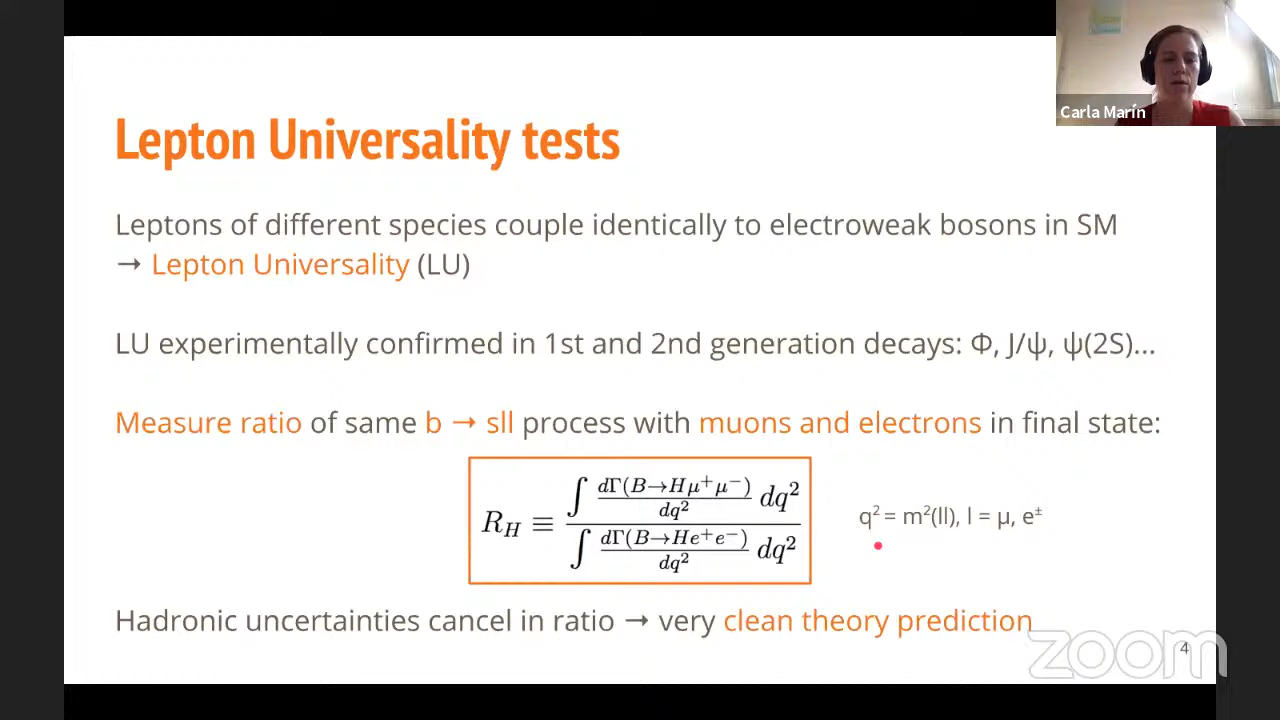 Carla Marín
Lepton Universality tests
Leptons of different species couple identically to electroweak bosons in SM
→ Lepton Universality (LU)
LU experimentally confirmed in 1st and 2nd generation decays: Φ, J/ψ, ψ(2S)...
Measure ratio of same b → sll process with muons and electrons in final state:
R_H ≡ ∫ dΓ(B→Hμ⁺μ⁻)/dq² dq² / ∫ dΓ(B→He⁺e⁻)/dq² dq²
q² = m²(ll), l = μ, e±
Hadronic uncertainties cancel in ratio → very clean theory prediction
zoom
4